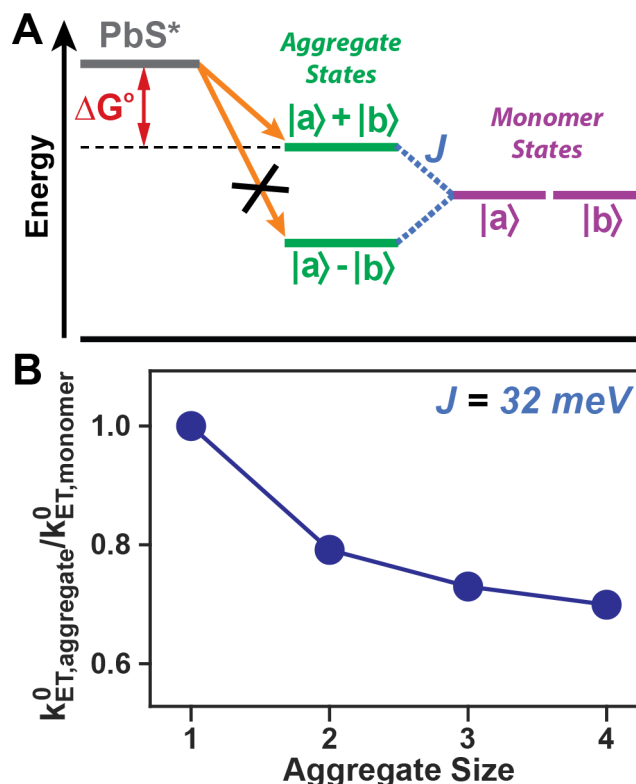 A
PbS*
Aggregate
States
ΔG°
|a⟩ + |b⟩
J
Monomer
States
Energy
|a⟩
|b⟩
|a⟩ - |b⟩
B
J = 32 meV
k⁰ET,aggregate/k⁰ET,monomer
1.0
0.8
0.6
1
2
3
4
Aggregate Size